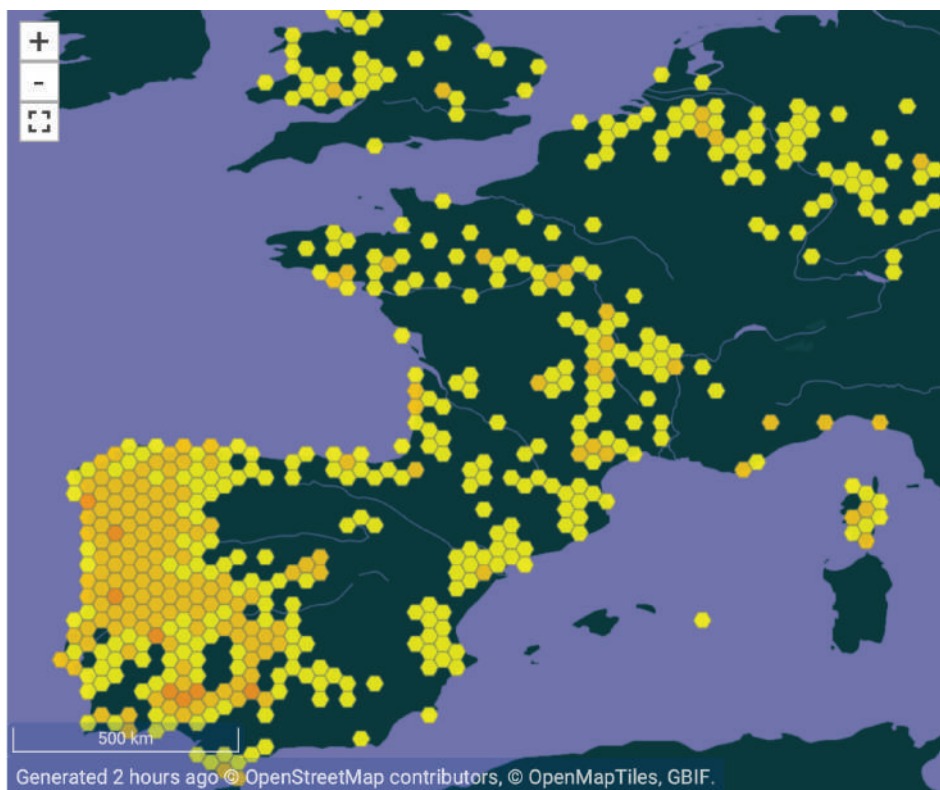 +
-
500 km
Generated 2 hours ago © OpenStreetMap contributors, © OpenMapTiles, GBIF.